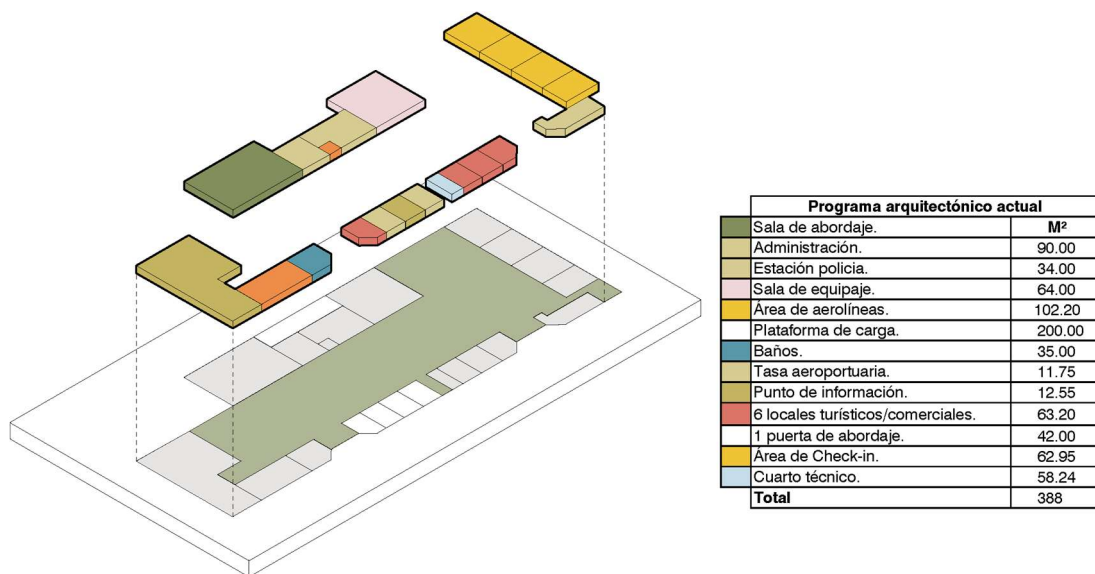 Programa arquitectónico actual
Sala de abordaje. M²
Administración. 90.00
Estación policia. 34.00
Sala de equipaje. 64.00
Área de aerolíneas. 102.20
Plataforma de carga. 200.00
Baños. 35.00
Tasa aeroportuaria. 11.75
Punto de información. 12.55
6 locales turísticos/comerciales. 63.20
1 puerta de abordaje. 42.00
Área de Check-in. 62.95
Cuarto técnico. 58.24
Total 388